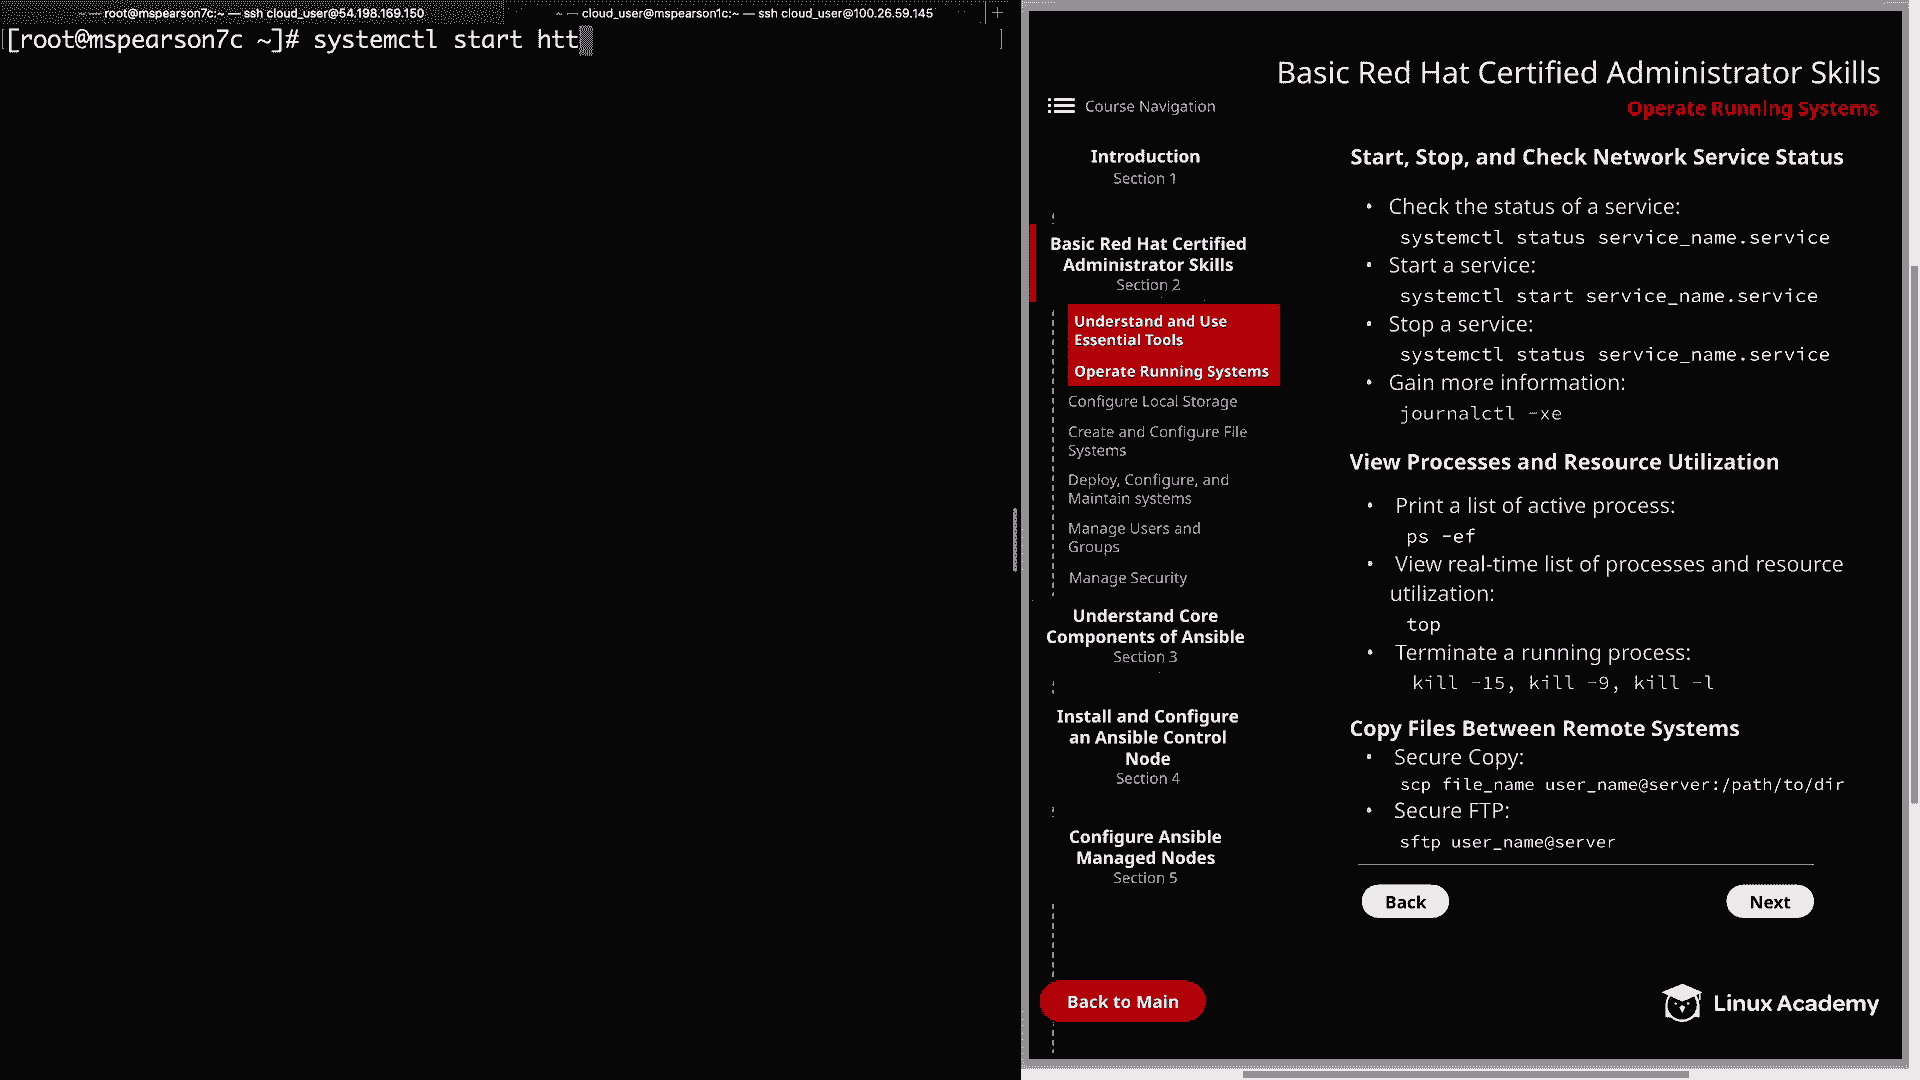 ~ — root@mspearson7c:~ — ssh cloud_user@54.198.169.150
~ — cloud_user@mspearson1c:~ — ssh cloud_user@100.26.59.145
+
[root@mspearson7c ~]# systemctl start htt
Basic Red Hat Certified Administrator Skills
Operate Running Systems
Course Navigation
Introduction
Section 1
Basic Red Hat Certified
Administrator Skills
Section 2
Understand and Use
Essential Tools
Operate Running Systems
Configure Local Storage
Create and Configure File
Systems
Deploy, Configure, and
Maintain systems
Manage Users and
Groups
Manage Security
Understand Core
Components of Ansible
Section 3
Install and Configure
an Ansible Control
Node
Section 4
Configure Ansible
Managed Nodes
Section 5
Back to Main
Start, Stop, and Check Network Service Status
• Check the status of a service:
systemctl status service_name.service
• Start a service:
systemctl start service_name.service
• Stop a service:
systemctl status service_name.service
• Gain more information:
journalctl -xe
View Processes and Resource Utilization
• Print a list of active process:
ps -ef
• View real-time list of processes and resource
utilization:
top
• Terminate a running process:
kill -15, kill -9, kill -l
Copy Files Between Remote Systems
• Secure Copy:
scp file_name user_name@server:/path/to/dir
• Secure FTP:
sftp user_name@server
Back
Next
Linux Academy